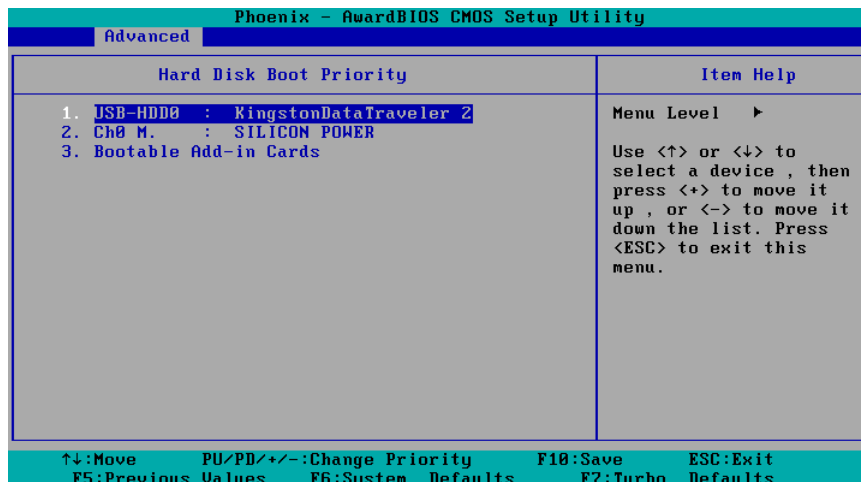 Phoenix - AwardBIOS CMOS Setup Utility
Advanced
Hard Disk Boot Priority
Item Help
1. USB-HDD0 : KingstonDataTraveler 2
2. Ch0 M. : SILICON POWER
3. Bootable Add-in Cards
Menu Level ►
Use <↑> or <↓> to
select a device , then
press <+> to move it
up , or <-> to move it
down the list. Press
<ESC> to exit this
menu.
↑↓:Move PU/PD/+/-:Change Priority F10:Save ESC:Exit
F5:Previous Values F6:System Defaults F7:Turbo Defaults